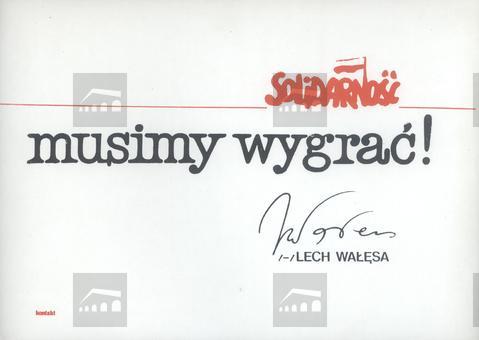 SOLIDARNOŚĆ
musimy wygrać!
/-/ LECH WAŁĘSA
kontakt